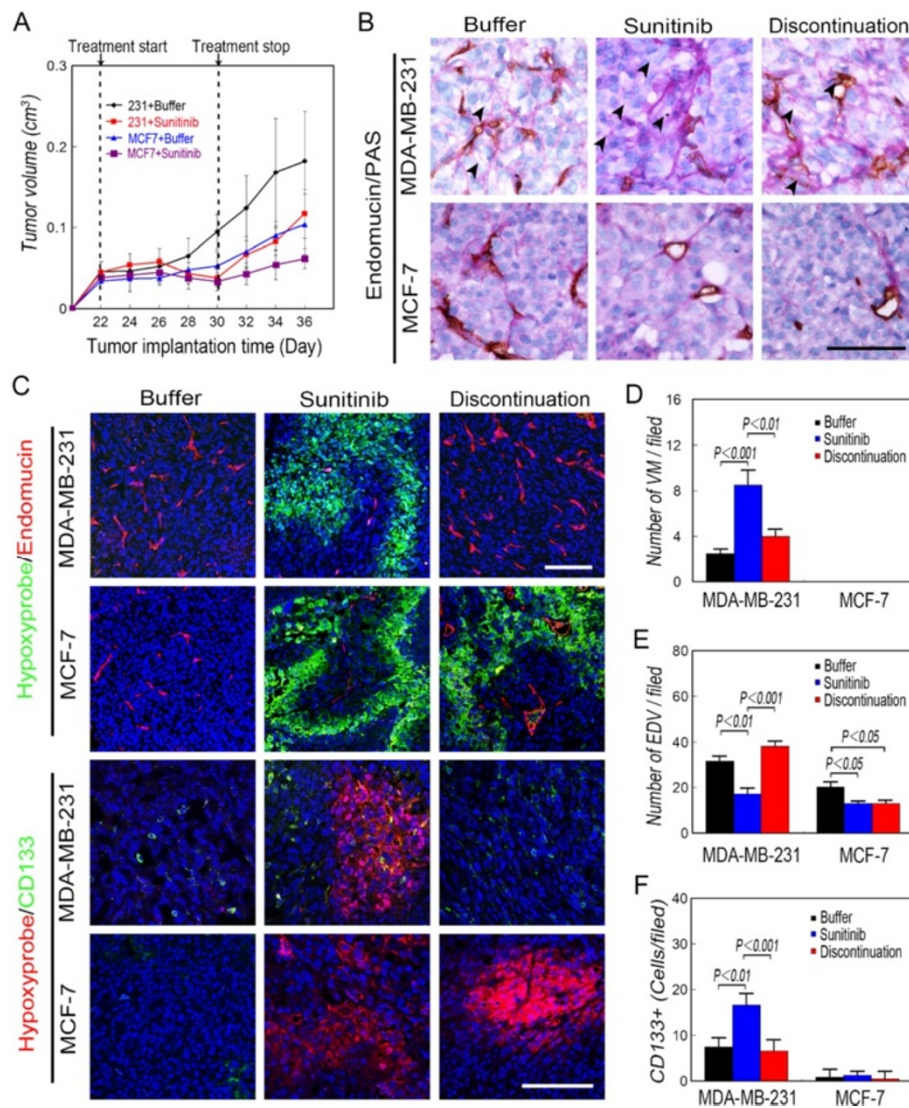 A
Treatment start
Treatment stop
0.3
0.2
0.1
0
Tumor volume (cm³)
231+Buffer
231+Sunitinib
MCF7+Buffer
MCF7+Sunitinib
22 24 26 28 30 32 34 36
Tumor implantation time (Day)
B
Buffer Sunitinib Discontinuation
Endomucin/PAS
MDA-MB-231
MCF-7
C
Buffer Sunitinib Discontinuation
Hypoxyprobe/Endomucin
MDA-MB-231
MCF-7
Hypoxyprobe/CD133
MDA-MB-231
MCF-7
D
Number of VM / filed
16
12
8
4
0
Buffer
Sunitinib
Discontinuation
P<0.01
P<0.001
MDA-MB-231 MCF-7
E
Number of EDV / filed
80
60
40
20
0
Buffer
Sunitinib
Discontinuation
P<0.001
P<0.01
P<0.05
P<0.05
MDA-MB-231 MCF-7
F
CD133+ (Cells/filed)
40
30
20
10
0
Buffer
Sunitinib
Discontinuation
P<0.001
P<0.01
MDA-MB-231 MCF-7